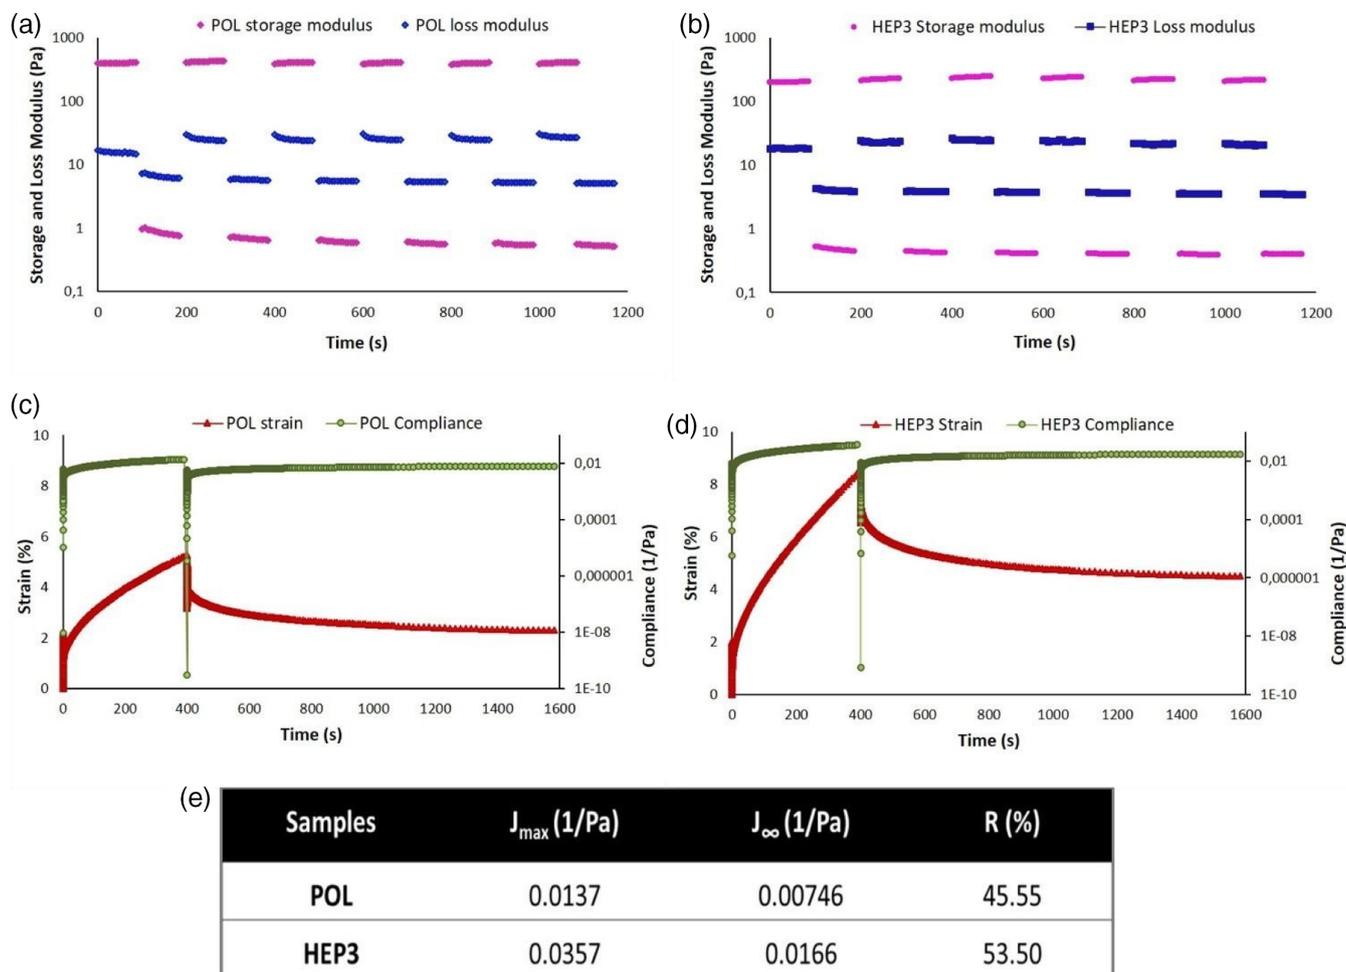 (a)
POL storage modulus POL loss modulus
Storage and Loss Modulus (Pa)
1000
100
10
1
0,1
0 200 400 600 800 1000 1200
Time (s)
(b)
HEP3 Storage modulus HEP3 Loss modulus
Storage and Loss Modulus (Pa)
1000
100
10
1
0,1
0 200 400 600 800 1000 1200
Time (s)
(c)
POL strain POL Compliance
Strain (%)
10
8
6
4
2
0
0,01
0,0001
0,000001
1E-08
1E-10
Compliance (1/Pa)
0 200 400 600 800 1000 1200 1400 1600
Time (s)
(d)
HEP3 Strain HEP3 Compliance
Strain (%)
10
8
6
4
2
0
0,01
0,0001
0,000001
1E-08
1E-10
Compliance (1/Pa)
0 200 400 600 800 1000 1200 1400 1600
Time (s)
(e)
Samples Jmax (1/Pa) J∞ (1/Pa) R (%)
POL 0.0137 0.00746 45.55
HEP3 0.0357 0.0166 53.50